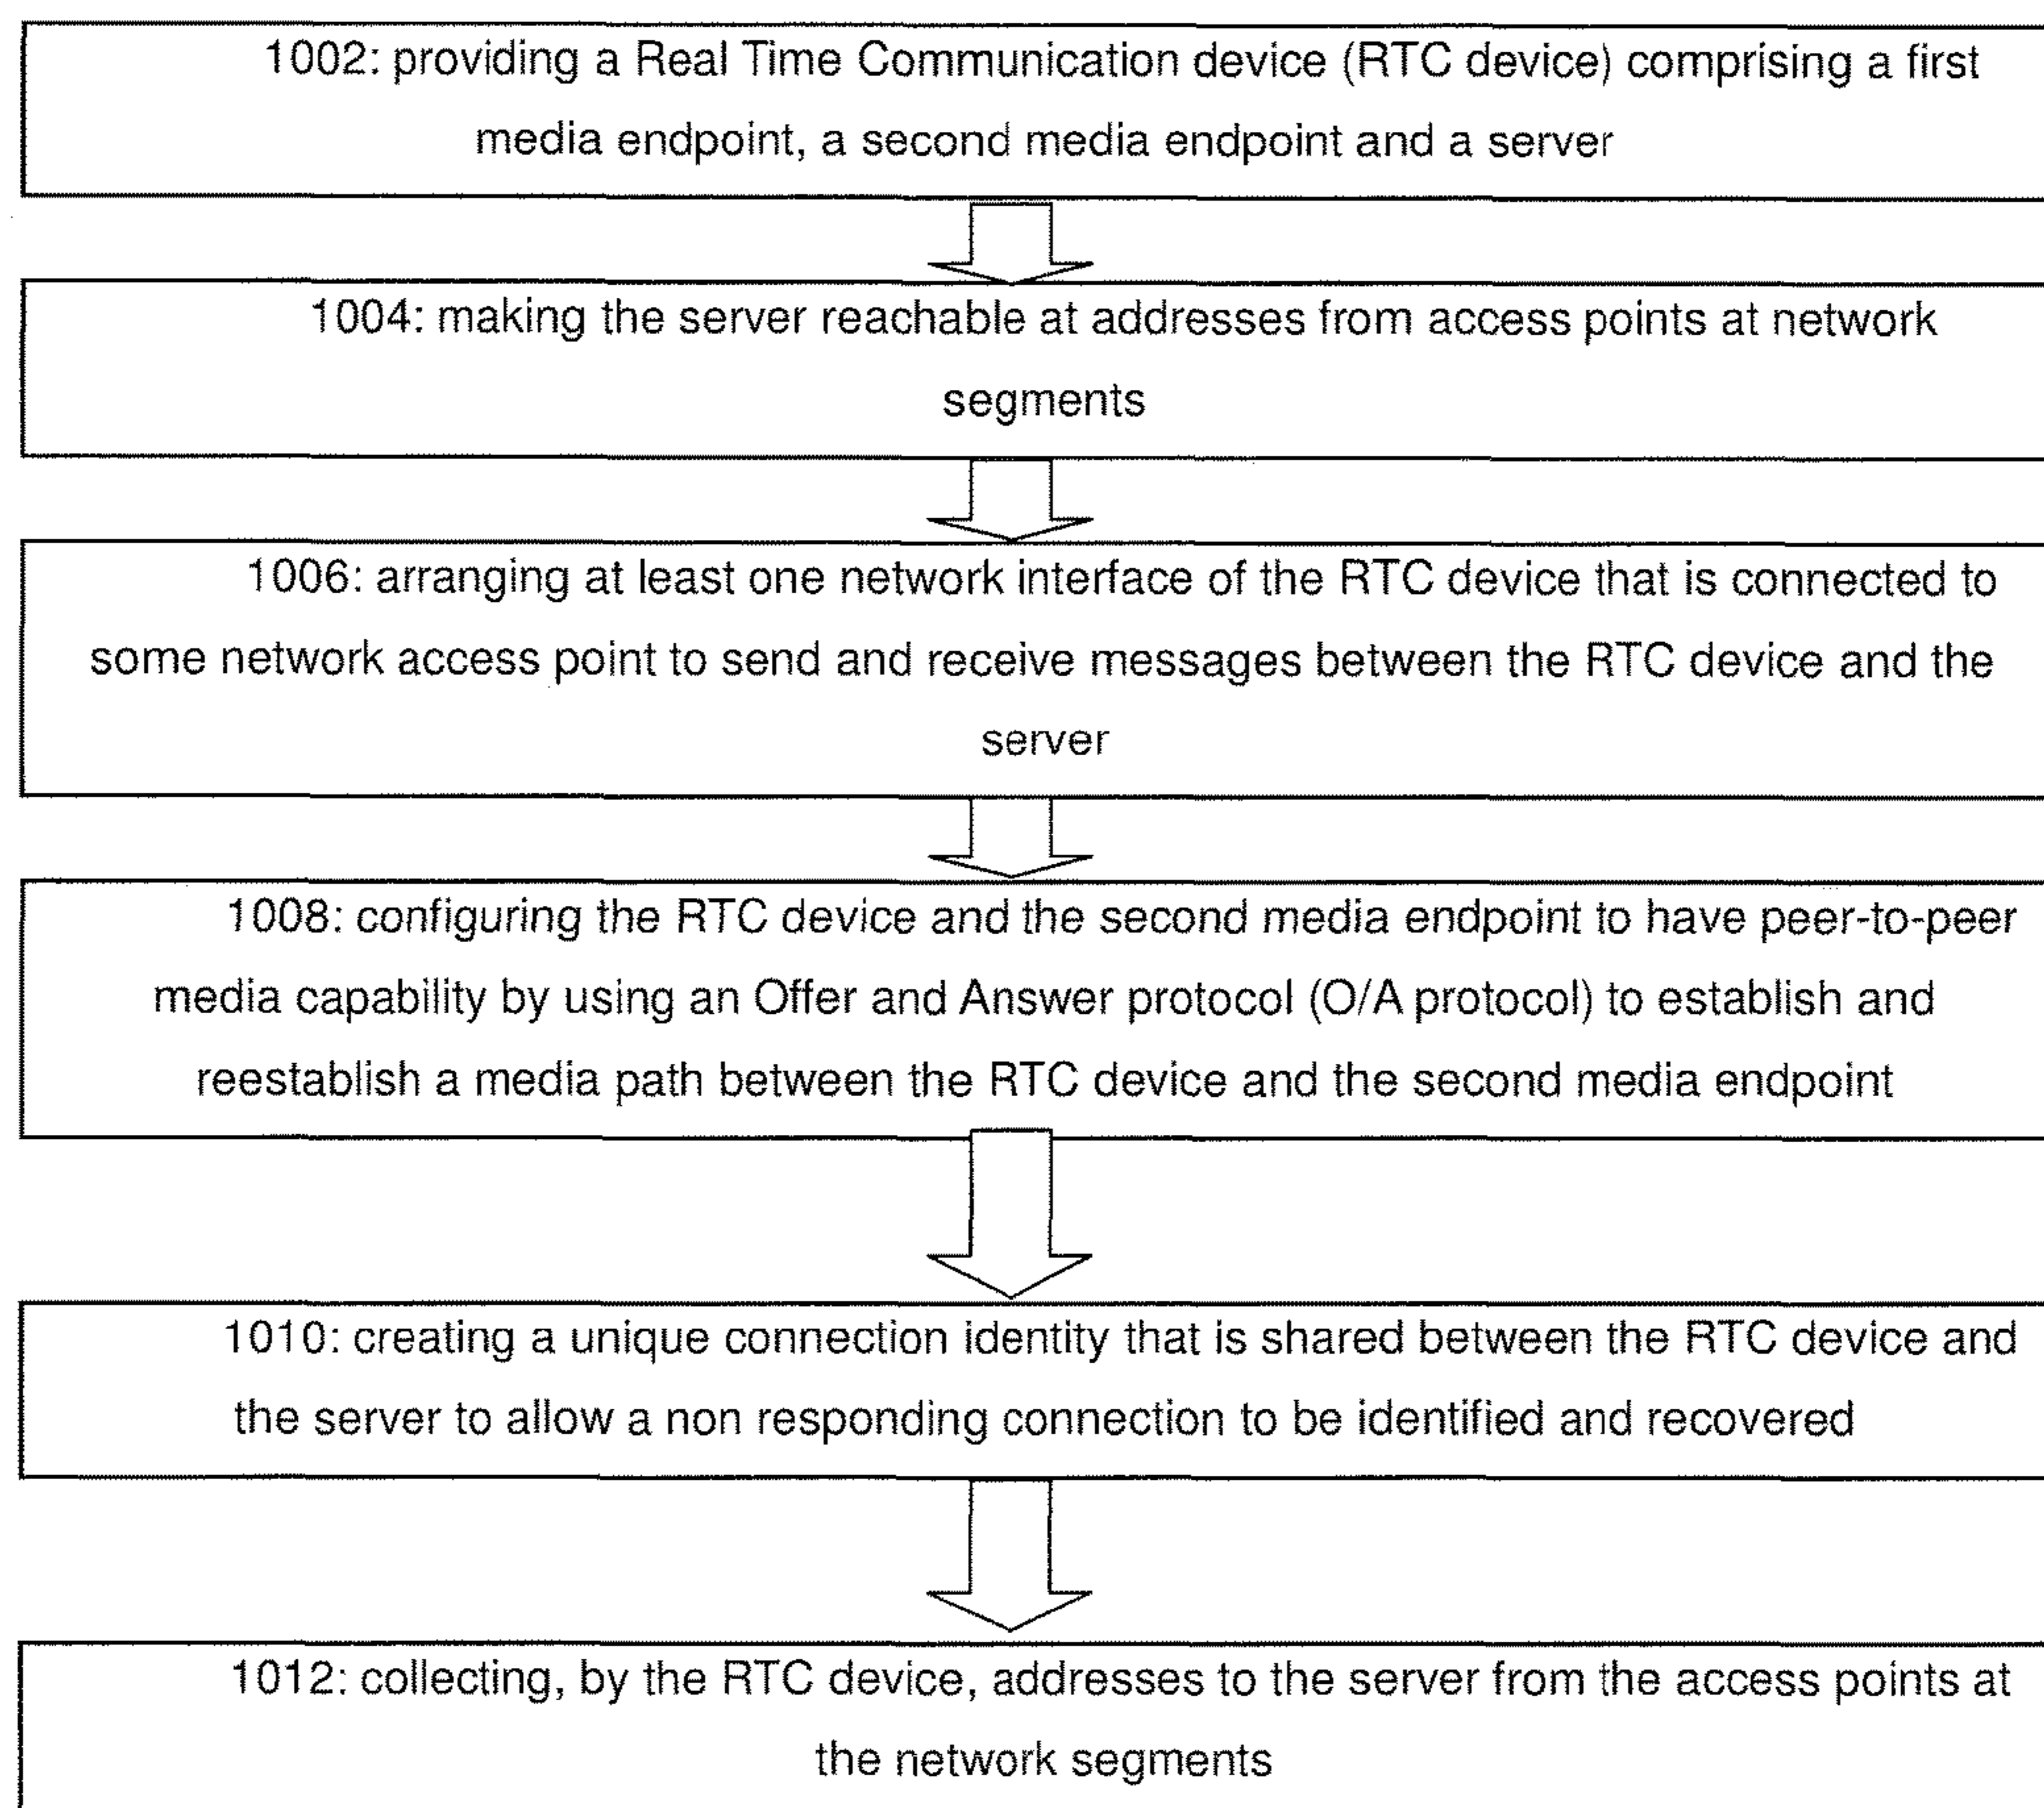 1002: providing a Real Time Communication device (RTC device) comprising a first
media endpoint, a second media endpoint and a server
1004: making the server reachable at addresses from access points at network
segments
1006: arranging at least one network interface of the RTC device that is connected to
some network access point to send and receive messages between the RTC device and the
server
1008: configuring the RTC device and the second media endpoint to have peer-to-peer
media capability by using an Offer and Answer protocol (O/A protocol) to establish and
reestablish a media path between the RTC device and the second media endpoint
1010: creating a unique connection identity that is shared between the RTC device and
the server to allow a non responding connection to be identified and recovered
1012: collecting, by the RTC device, addresses to the server from the access points at
the network segments